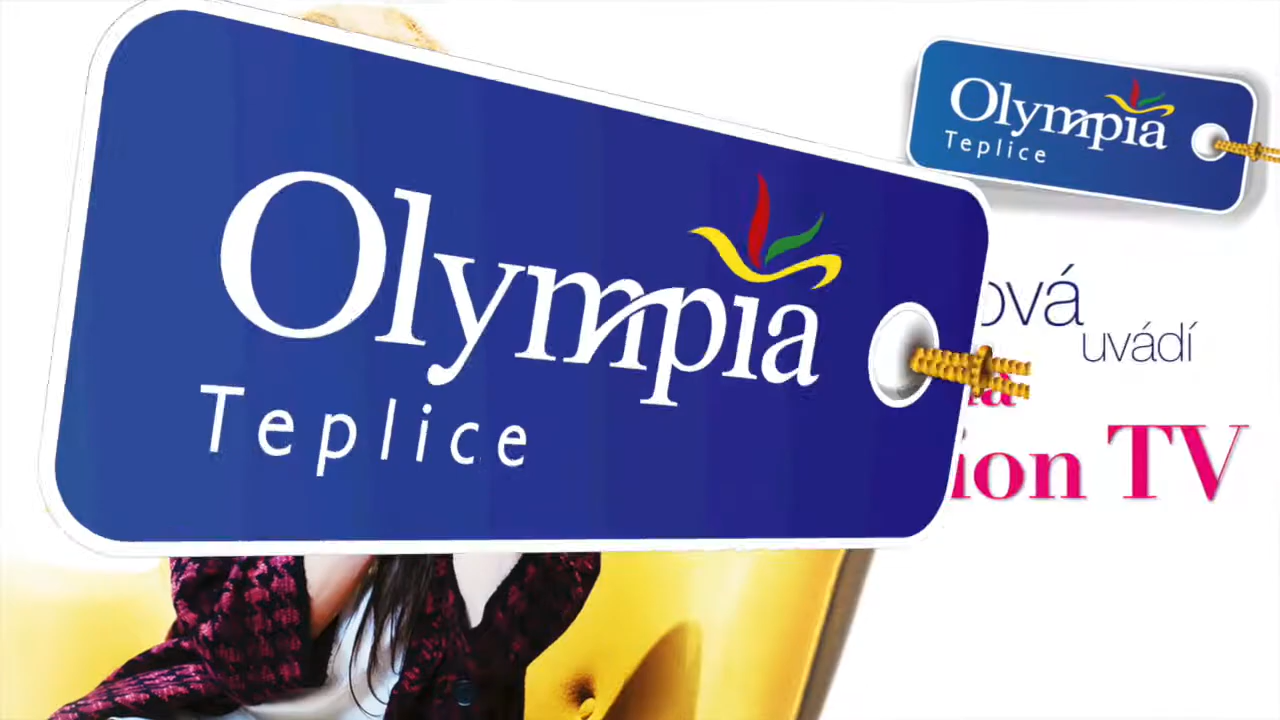 Olympia
Teplice
Olympia
Teplice
ová
uvádí
ion TV